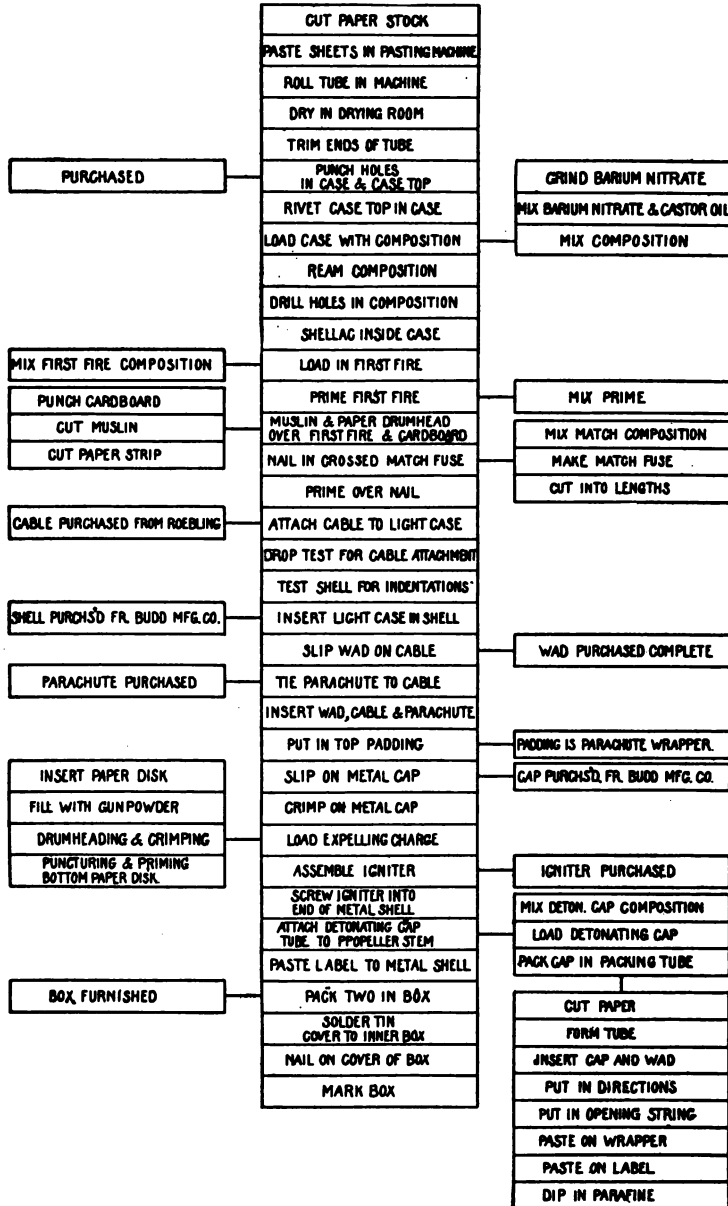 CUT PAPER STOCK
PASTE SHEETS IN PASTING MACHINE
ROLL TUBE IN MACHINE
DRY IN DRYING ROOM
TRIM ENDS OF TUBE
PURCHASED
PUNCH HOLES
IN CASE & CASE TOP
GRIND BARIUM NITRATE
RIVET CASE TOP IN CASE
MIX BARIUM NITRATE & CASTOR OIL
LOAD CASE WITH COMPOSITION
MIX COMPOSITION
REAM COMPOSITION
DRILL HOLES IN COMPOSITION
SHELLAC INSIDE CASE
MIX FIRST FIRE COMPOSITION
LOAD IN FIRST FIRE
PUNCH CARDBOARD
PRIME FIRST FIRE
MIX PRIME
CUT MUSLIN
MUSLIN & PAPER DRUMHEAD
OVER FIRST FIRE & CARDBOARD
MIX MATCH COMPOSITION
CUT PAPER STRIP
NAIL IN CROSSED MATCH FUSE
MAKE MATCH FUSE
PRIME OVER NAIL
CUT INTO LENGTHS
CABLE PURCHASED FROM ROEBLING
ATTACH CABLE TO LIGHT CASE
DROP TEST FOR CABLE ATTACHMENT
TEST SHELL FOR INDENTATIONS
SHELL PURCHS'D FR. BUDD MFG. CO.
INSERT LIGHT CASE IN SHELL
SLIP WAD ON CABLE
WAD PURCHASED COMPLETE
PARACHUTE PURCHASED
TIE PARACHUTE TO CABLE
INSERT WAD, CABLE & PARACHUTE
PUT IN TOP PADDING
PADDING IS PARACHUTE WRAPPER.
INSERT PAPER DISK
SLIP ON METAL CAP
CAP PURCHS'D. FR. BUDD MFG. CO.
FILL WITH GUNPOWDER
CRIMP ON METAL CAP
DRUMHEADING & CRIMPING
LOAD EXPELLING CHARGE
PUNCTURING & PRIMING
BOTTOM PAPER DISK
ASSEMBLE IGNITER
IGNITER PURCHASED
SCREW IGNITER INTO
END OF METAL SHELL
MIX DETON. CAP COMPOSITION
ATTACH DETONATING CAP
TUBE TO PPOPELLER STEM
LOAD DETONATING CAP
PASTE LABEL TO METAL SHELL
PACK CAP IN PACKING TUBE
BOX FURNISHED
PACK TWO IN BOX
CUT PAPER
SOLDER TIN
COVER TO INNER BOX
FORM TUBE
NAIL ON COVER OF BOX
INSERT CAP AND WAD
MARK BOX
PUT IN DIRECTIONS
PUT IN OPENING STRING
PASTE ON WRAPPER
PASTE ON LABEL
DIP IN PARAFINE